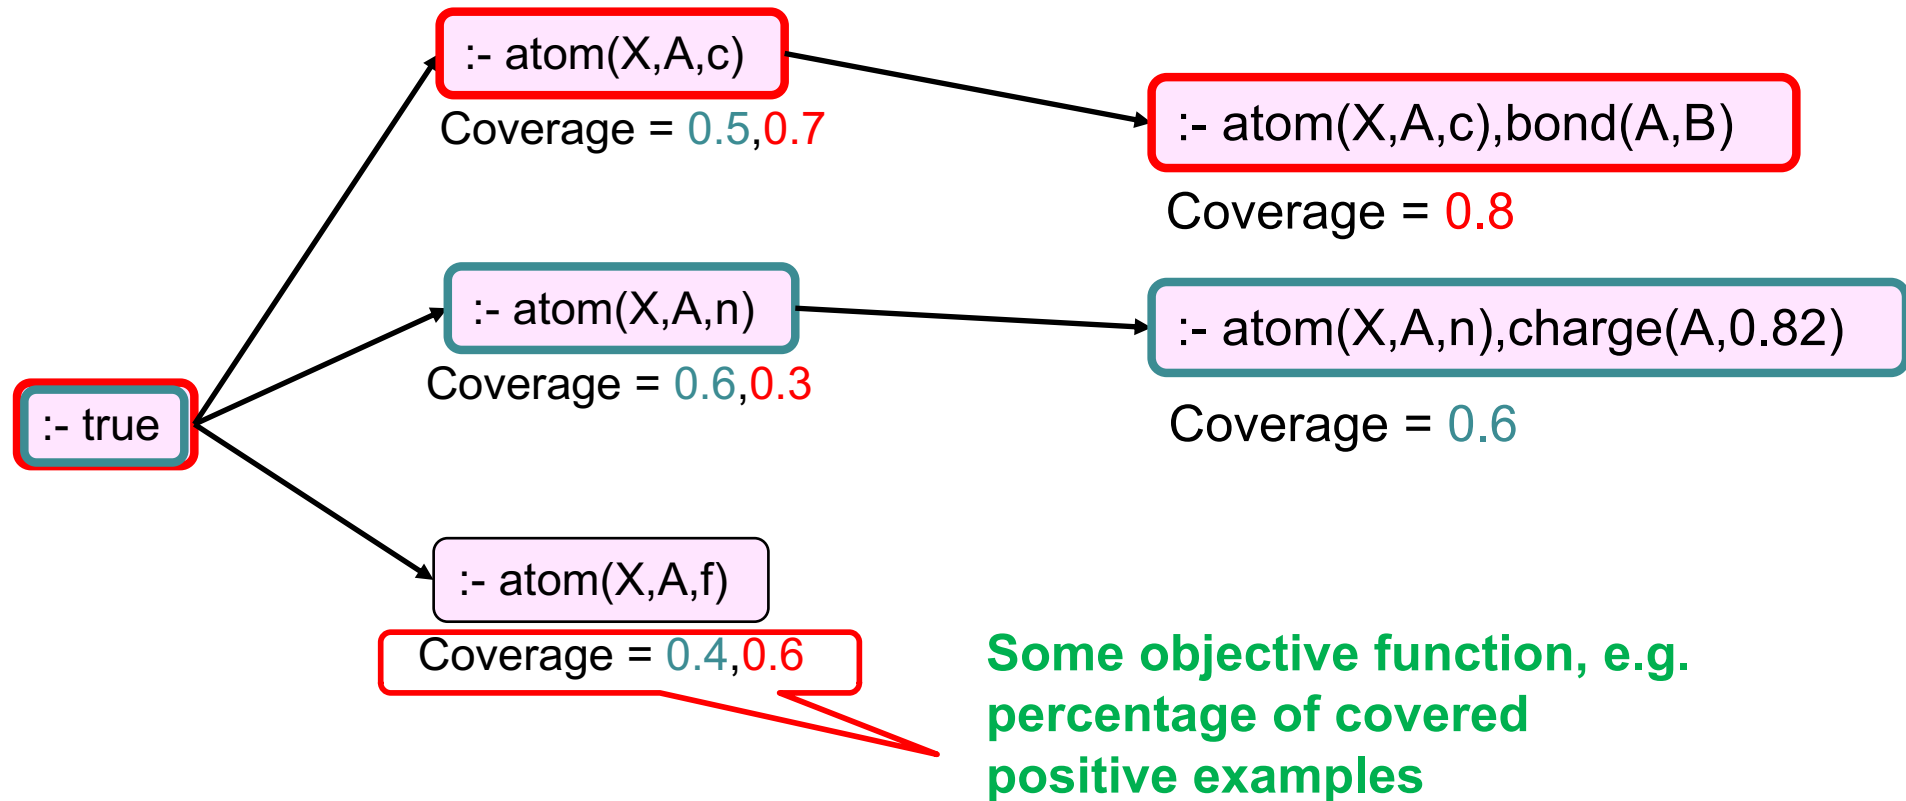 :- atom(X,A,c)
Coverage = 0.5,0.7
:- atom(X,A,c),bond(A,B)
Coverage = 0.8
:- atom(X,A,n)
Coverage = 0.6,0.3
:- atom(X,A,n),charge(A,0.82)
Coverage = 0.6
:- true
:- atom(X,A,f)
Coverage = 0.4,0.6
Some objective function, e.g.
percentage of covered
positive examples